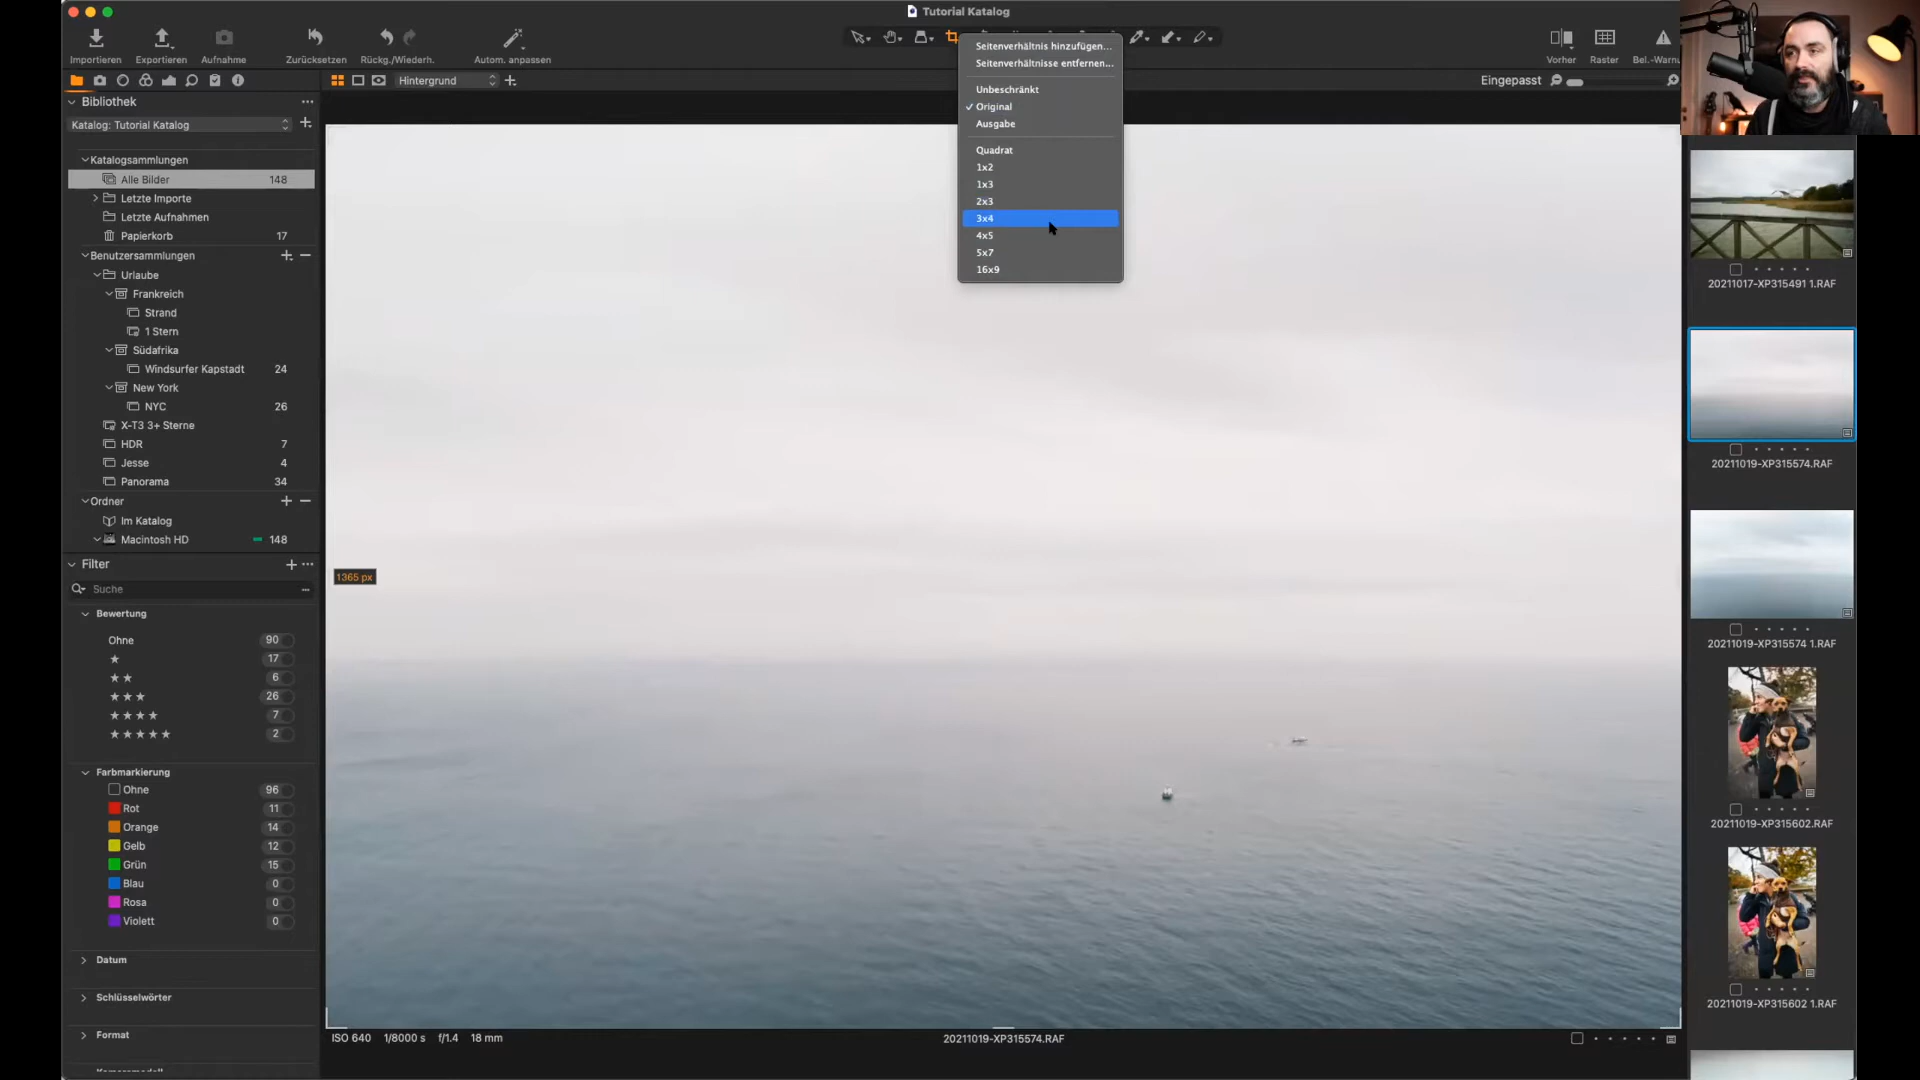 Tutorial Katalog
Importieren
Exportieren
Aufnahme
Zurücksetzen
Rückg./Wiederh.
Autom. anpassen
Vorher
Raster
Bel.-Warnu
Hintergrund
Eingepasst
Bibliothek
Katalog: Tutorial Katalog
Katalogsammlungen
Alle Bilder 148
Letzte Importe
Letzte Aufnahmen
Papierkorb 17
Benutzersammlungen
Urlaube
Frankreich
Strand
1 Stern
Südafrika
Windsurfer Kapstadt 24
New York
NYC 26
X-T3 3+ Sterne
HDR 7
Jesse 4
Panorama 34
Ordner
Im Katalog
Macintosh HD 148
Filter
Suche
Bewertung
Ohne 90
★ 17
★★ 6
★★★ 26
★★★★ 7
★★★★★ 2
Farbmarkierung
Ohne 96
Rot 11
Orange 14
Gelb 12
Grün 15
Blau 0
Rosa 0
Violett 0
Datum
Schlüsselwörter
Format
Seitenverhältnis hinzufügen...
Seitenverhältnisse entfernen...
Unbeschränkt
✓ Original
Ausgabe
Quadrat
1x2
1x3
2x3
3x4
4x5
5x7
16x9
1365 px
ISO 640 1/8000 s f/1.4 18 mm
20211019-XP315574.RAF
20211017-XP315491 1.RAF
20211019-XP315574.RAF
20211019-XP315574 1.RAF
20211019-XP315602.RAF
20211019-XP315602 1.RAF